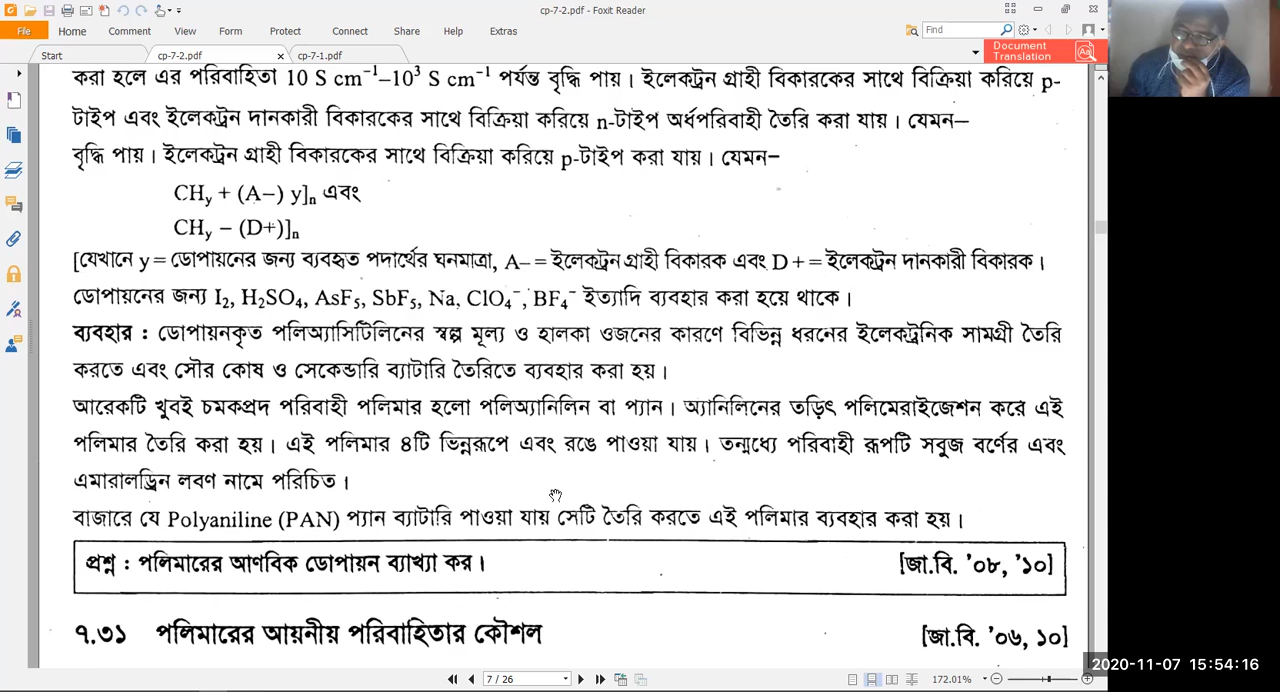 cp-7-2.pdf - Foxit Reader
File Home Comment View Form Protect Connect Share Help Extras
Find
Start cp-7-2.pdf cp-7-1.pdf
Document
Translation
করা হলে এর পরিবাহিতা 10 S cm⁻¹–10³ S cm⁻¹ পর্যন্ত বৃদ্ধি পায়। ইলেকট্রন গ্রাহী বিকারকের সাথে বিক্রিয়া করিয়ে p-
টাইপ এবং ইলেকট্রন দানকারী বিকারকের সাথে বিক্রিয়া করিয়ে n-টাইপ অর্ধপরিবাহী তৈরি করা যায়। যেমন–
বৃদ্ধি পায়। ইলেকট্রন গ্রাহী বিকারকের সাথে বিক্রিয়া করিয়ে p-টাইপ করা যায়। যেমন–
CHy + (A–) y]n এবং
CHy – (D+)]n
[যেখানে y = ডোপায়নের জন্য ব্যবহৃত পদার্থের ঘনমাত্রা, A– = ইলেকট্রন গ্রাহী বিকারক এবং D + = ইলেকট্রন দানকারী বিকারক।
ডোপায়নের জন্য I₂, H₂SO₄, AsF₅, SbF₅, Na, ClO₄⁻, BF₄⁻ ইত্যাদি ব্যবহার করা হয়ে থাকে।
ব্যবহার : ডোপায়নকৃত পলিঅ্যাসিটিলিনের স্বল্প মূল্য ও হালকা ওজনের কারণে বিভিন্ন ধরনের ইলেকট্রনিক সামগ্রী তৈরি
করতে এবং সৌর কোষ ও সেকেন্ডারি ব্যাটারি তৈরিতে ব্যবহার করা হয়।
আরেকটি খুবই চমকপ্রদ পরিবাহী পলিমার হলো পলিঅ্যানিলিন বা প্যান। অ্যানিলিনের তড়িৎ পলিমেরাইজেশন করে এই
পলিমার তৈরি করা হয়। এই পলিমার ৪টি ভিন্নরূপে এবং রঙে পাওয়া যায়। তন্মধ্যে পরিবাহী রূপটি সবুজ বর্ণের এবং
এমারালড্রিন লবণ নামে পরিচিত।
বাজারে যে Polyaniline (PAN) প্যান ব্যাটারি পাওয়া যায় সেটি তৈরি করতে এই পলিমার ব্যবহার করা হয়।
প্রশ্ন : পলিমারের আণবিক ডোপায়ন ব্যাখ্যা কর। [জা.বি. '০৮, '১০]
৭.৩১ পলিমারের আয়নীয় পরিবাহিতার কৌশল [জা.বি. '০৬, ১০]
2020-11-07 15:54:16
7 / 26 172.01%